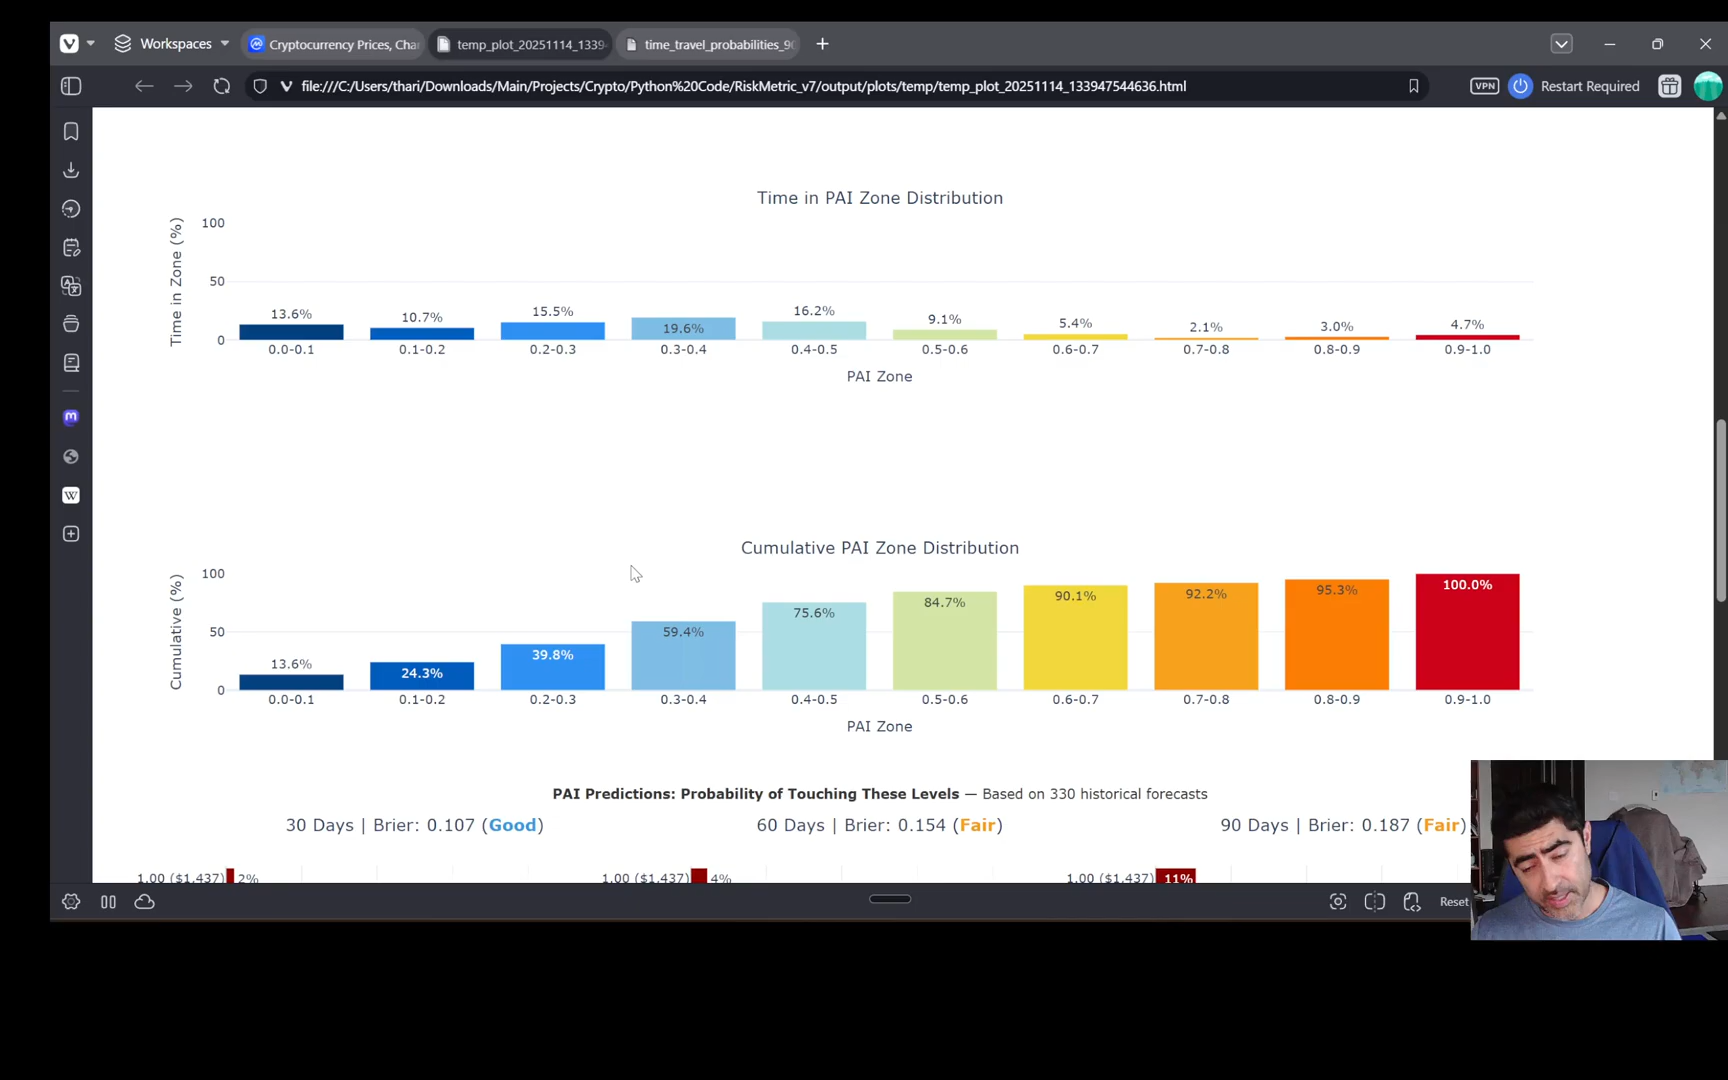 Workspaces
Cryptocurrency Prices, Cha
temp_plot_20251114_1339
time_travel_probabilities_90
file:///C:/Users/thari/Downloads/Main/Projects/Crypto/Python%20Code/RiskMetric_v7/output/plots/temp/temp_plot_20251114_133947544636.html
VPN
Restart Required
Time in PAI Zone Distribution
Time in Zone (%)
100
50
0
13.6%
10.7%
15.5%
19.6%
16.2%
9.1%
5.4%
2.1%
3.0%
4.7%
0.0-0.1
0.1-0.2
0.2-0.3
0.3-0.4
0.4-0.5
0.5-0.6
0.6-0.7
0.7-0.8
0.8-0.9
0.9-1.0
PAI Zone
Cumulative PAI Zone Distribution
Cumulative (%)
100
50
0
13.6%
24.3%
39.8%
59.4%
75.6%
84.7%
90.1%
92.2%
95.3%
100.0%
0.0-0.1
0.1-0.2
0.2-0.3
0.3-0.4
0.4-0.5
0.5-0.6
0.6-0.7
0.7-0.8
0.8-0.9
0.9-1.0
PAI Zone
PAI Predictions: Probability of Touching These Levels — Based on 330 historical forecasts
30 Days | Brier: 0.107 (Good)
60 Days | Brier: 0.154 (Fair)
90 Days | Brier: 0.187 (Fair)
1.00 ($1,437) 2%
1.00 ($1,437) 4%
1.00 ($1,437) 11%
Reset